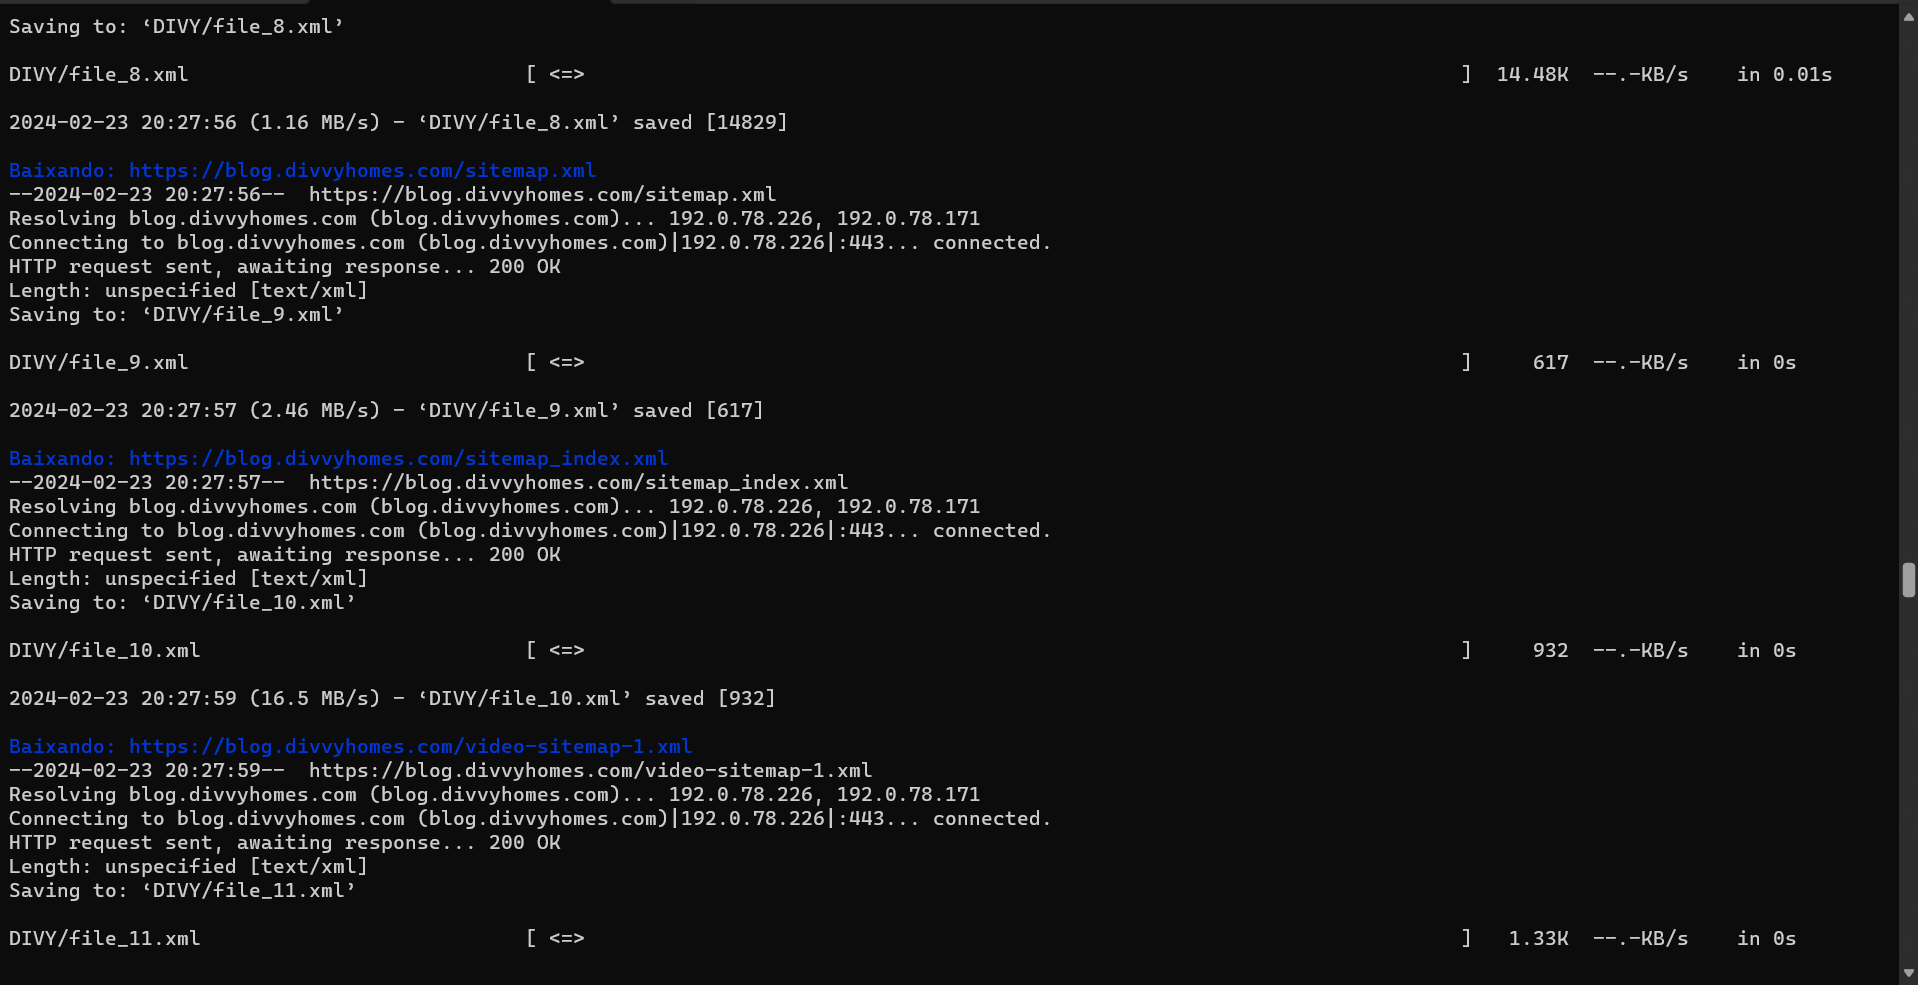 Saving to: ‘DIVY/file_8.xml’
DIVY/file_8.xml [ <=> ] 14.48K --.-KB/s in 0.01s
2024-02-23 20:27:56 (1.16 MB/s) - ‘DIVY/file_8.xml’ saved [14829]
Baixando: https://blog.divvyhomes.com/sitemap.xml
--2024-02-23 20:27:56-- https://blog.divvyhomes.com/sitemap.xml
Resolving blog.divvyhomes.com (blog.divvyhomes.com)... 192.0.78.226, 192.0.78.171
Connecting to blog.divvyhomes.com (blog.divvyhomes.com)|192.0.78.226|:443... connected.
HTTP request sent, awaiting response... 200 OK
Length: unspecified [text/xml]
Saving to: ‘DIVY/file_9.xml’
DIVY/file_9.xml [ <=> ] 617 --.-KB/s in 0s
2024-02-23 20:27:57 (2.46 MB/s) - ‘DIVY/file_9.xml’ saved [617]
Baixando: https://blog.divvyhomes.com/sitemap_index.xml
--2024-02-23 20:27:57-- https://blog.divvyhomes.com/sitemap_index.xml
Resolving blog.divvyhomes.com (blog.divvyhomes.com)... 192.0.78.226, 192.0.78.171
Connecting to blog.divvyhomes.com (blog.divvyhomes.com)|192.0.78.226|:443... connected.
HTTP request sent, awaiting response... 200 OK
Length: unspecified [text/xml]
Saving to: ‘DIVY/file_10.xml’
DIVY/file_10.xml [ <=> ] 932 --.-KB/s in 0s
2024-02-23 20:27:59 (16.5 MB/s) - ‘DIVY/file_10.xml’ saved [932]
Baixando: https://blog.divvyhomes.com/video-sitemap-1.xml
--2024-02-23 20:27:59-- https://blog.divvyhomes.com/video-sitemap-1.xml
Resolving blog.divvyhomes.com (blog.divvyhomes.com)... 192.0.78.226, 192.0.78.171
Connecting to blog.divvyhomes.com (blog.divvyhomes.com)|192.0.78.226|:443... connected.
HTTP request sent, awaiting response... 200 OK
Length: unspecified [text/xml]
Saving to: ‘DIVY/file_11.xml’
DIVY/file_11.xml [ <=> ] 1.33K --.-KB/s in 0s